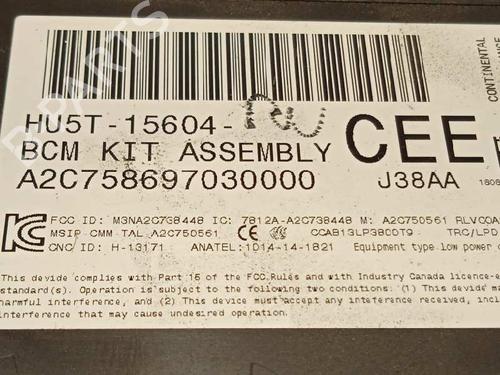 CONTINENTAL
HU5T-15604-
BCM KIT ASSEMBLY
CEE
A2C758697030000
J38AA
FCC ID: M3NA2C738448 IC: 7812A-A2C738448 M: A2C750561
MSIP CMM TAL A2C750561 CE CCAB13LP3800T9 TRC/LPD
CNC ID: H-13171 ANATEL:1014-14-1821 Equipment type low power
This device complies with Part 15 of the FCC Rules and with Industry Canada licence-e
standard(s). Operation is subject to the following two conditions: (1) This device may
harmful interference, and (2) This device must accept any interference received, includ
interference that may cause undesired operation.